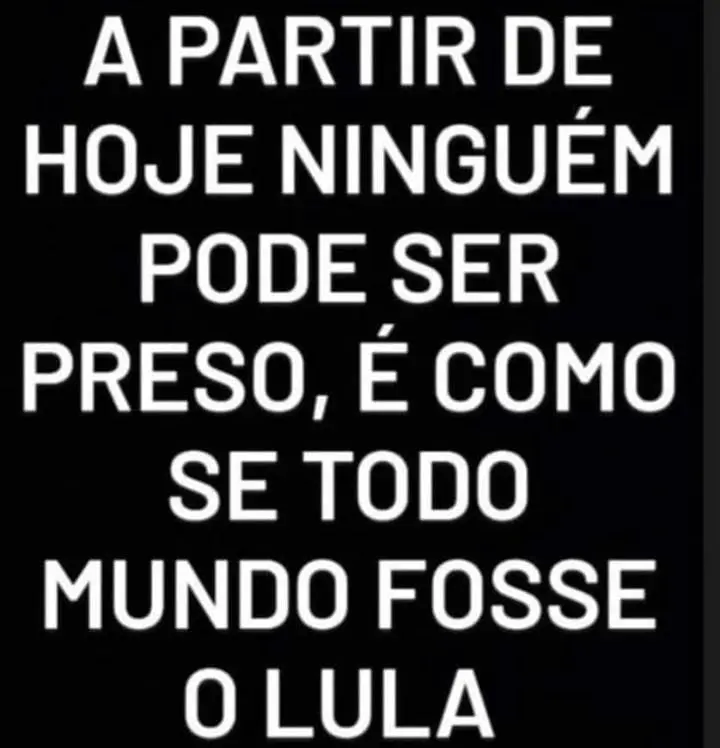 A PARTIR DE
HOJE NINGUÉM
PODE SER
PRESO, É COMO
SE TODO
MUNDO FOSSE
O LULA